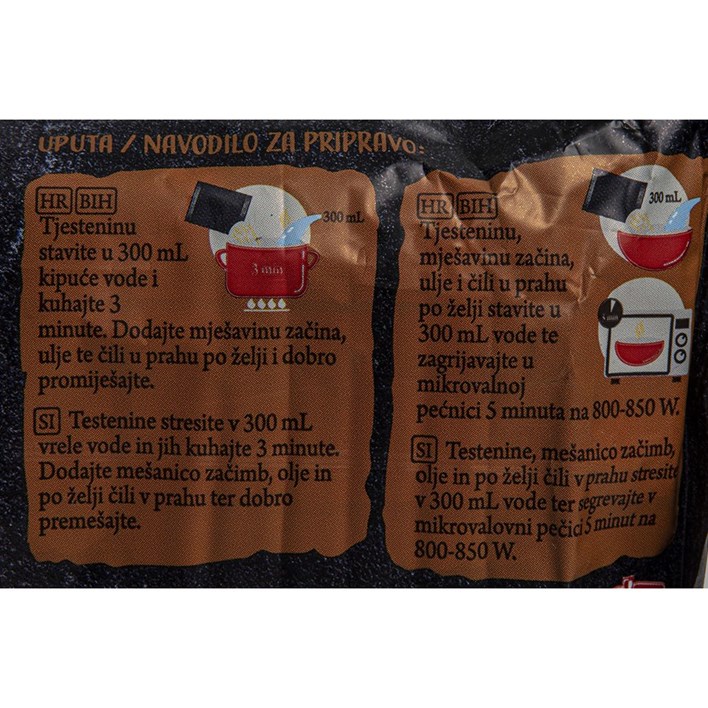 UPUTA / NAVODILO ZA PRIPRAVO:
HR BIH
Tjesteninu
stavite u 300 mL
kipuće vode i
kuhajte 3
minute. Dodajte mješavinu začina,
ulje te čili u prahu po želji i dobro
promiješajte.
300 mL
3 min
SI Testenine stresite v 300 mL
vrele vode in jih kuhajte 3 minute.
Dodajte mešanico začimb, olje in
po želji čili v prahu ter dobro
premešajte.
HR BIH
Tjesteninu,
mješavinu začina,
ulje i čili u prahu
po želji stavite u
300 mL vode te
zagrijavajte u
mikrovalnoj
pećnici 5 minuta na 800-850 W.
300 mL
SI Testenine, mešanico začimb,
olje in po želji čili v prahu stresite
v 300 mL vode ter segrevajte v
mikrovalovni pečici 5 minut na
800-850 W.